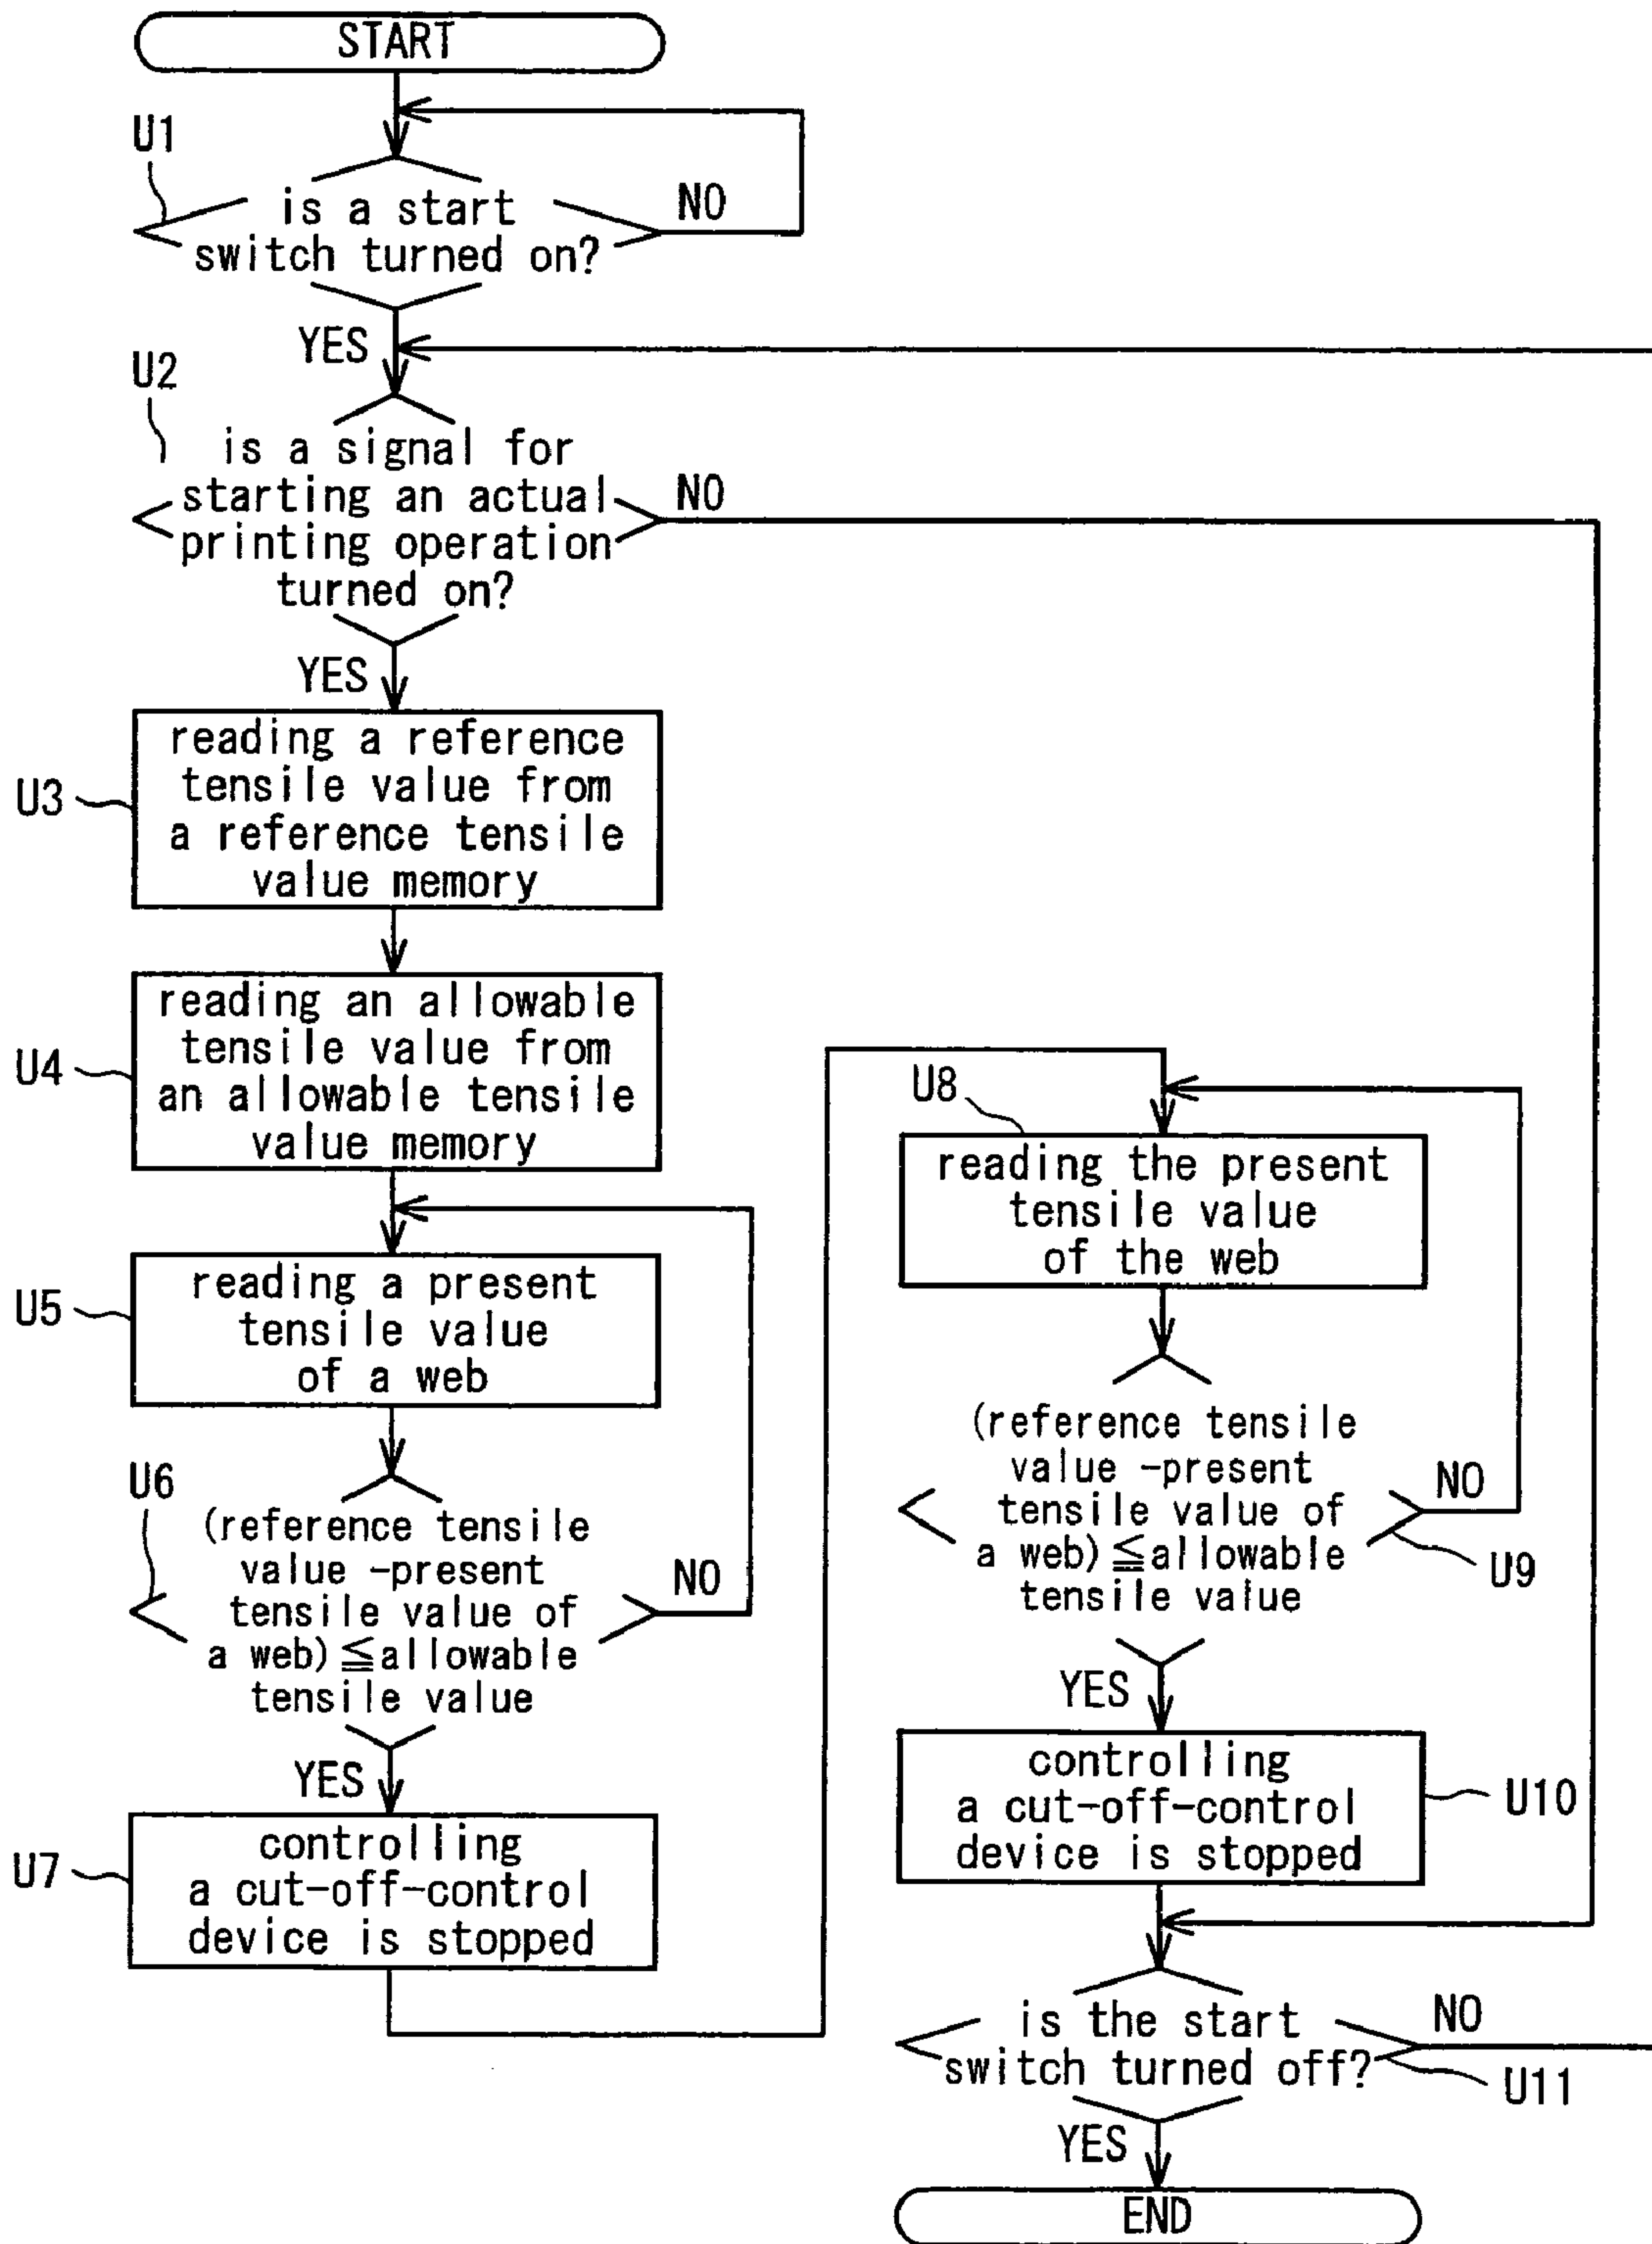 START
U1
is a start
switch turned on?
NO
YES
U2
is a signal for
starting an actual
printing operation
turned on?
NO
YES
U3
reading a reference
tensile value from
a reference tensile
value memory
U4
reading an allowable
tensile value from
an allowable tensile
value memory
U5
reading a present
tensile value
of a web
U6
(reference tensile
value -present
tensile value of
a web)≦allowable
tensile value
NO
YES
U7
controlling
a cut-off-control
device is stopped
U8
reading the present
tensile value
of the web
(reference tensile
value -present
tensile value of
a web)≦allowable
tensile value
NO
U9
YES
controlling
a cut-off-control
device is stopped
U10
is the start
switch turned off?
NO
U11
YES
END